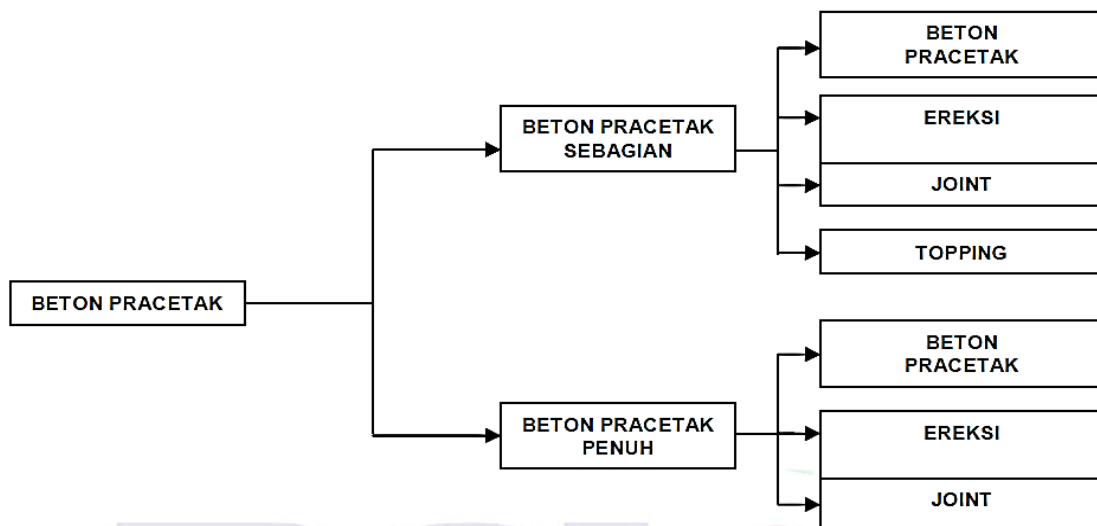 BETON
PRACETAK
BETON PRACETAK
SEBAGIAN
EREKSI
JOINT
TOPPING
BETON PRACETAK
BETON
PRACETAK
BETON PRACETAK
PENUH
EREKSI
JOINT